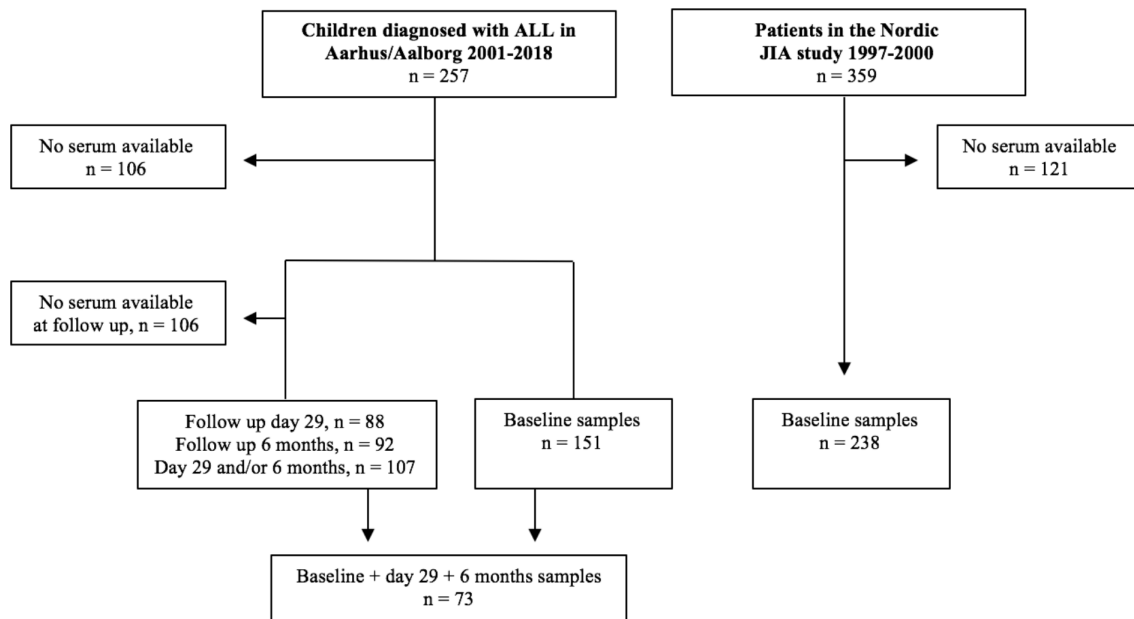 Children diagnosed with ALL in
Aarhus/Aalborg 2001-2018
n = 257
Patients in the Nordic
JIA study 1997-2000
n = 359
No serum available
n = 106
No serum available
n = 121
No serum available
at follow up, n = 106
Follow up day 29, n = 88
Follow up 6 months, n = 92
Day 29 and/or 6 months, n = 107
Baseline samples
n = 151
Baseline samples
n = 238
Baseline + day 29 + 6 months samples
n = 73